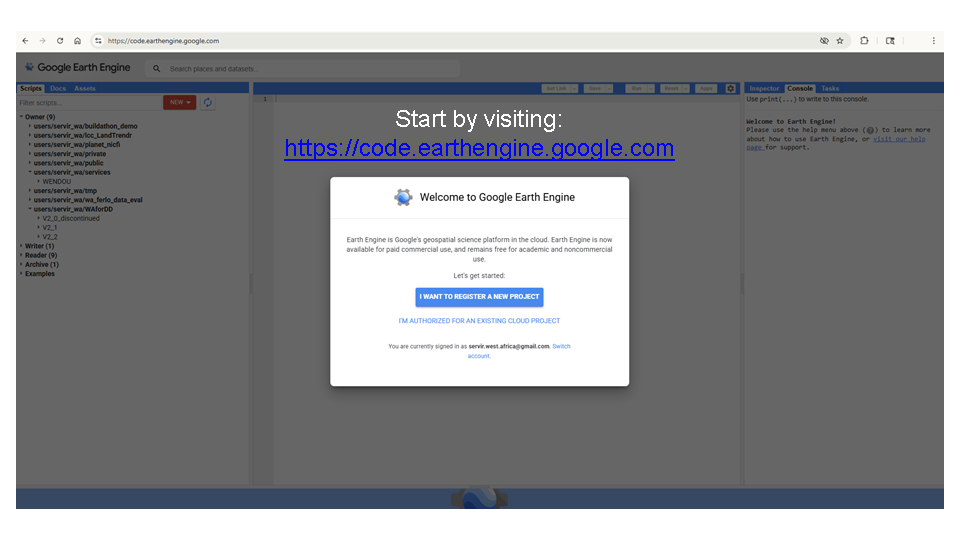 https://code.earthengine.google.com
Google Earth Engine
Search places and datasets...
Scripts Docs Assets
Filter scripts...
NEW
Owner (9)
users/servir_wa/buildathon_demo
users/servir_wa/lcc_LandTrendr
users/servir_wa/planet_nicfi
users/servir_wa/private
users/servir_wa/public
users/servir_wa/services
WENDOU
users/servir_wa/tmp
users/servir_wa/wa_ferlo_data_eval
users/servir_wa/WAforDD
V2_0_discontinued
V2_1
V2_2
Writer (1)
Reader (9)
Archive (1)
Examples
Get Link Save Run Reset Apps
1
Start by visiting:
https://code.earthengine.google.com
Welcome to Google Earth Engine
Earth Engine is Google's geospatial science platform in the cloud. Earth Engine is now
available for paid commercial use, and remains free for academic and noncommercial
use.
Let's get started:
I WANT TO REGISTER A NEW PROJECT
I'M AUTHORIZED FOR AN EXISTING CLOUD PROJECT
You are currently signed in as servir.west.africa@gmail.com. Switch
account.
Inspector Console Tasks
Use print(...) to write to this console.
Welcome to Earth Engine!
Please use the help menu above (?) to learn more
about how to use Earth Engine, or visit our help
page for support.